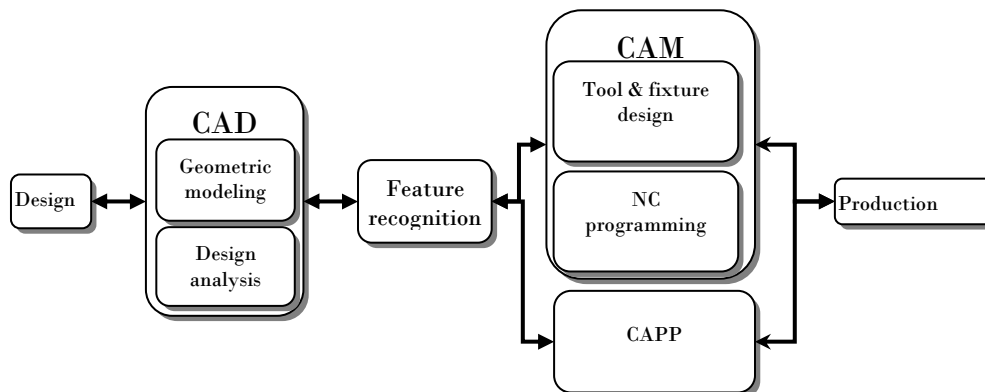 Design
CAD
Geometric
modeling
Design
analysis
Feature
recognition
CAM
Tool & fixture
design
NC
programming
CAPP
Production